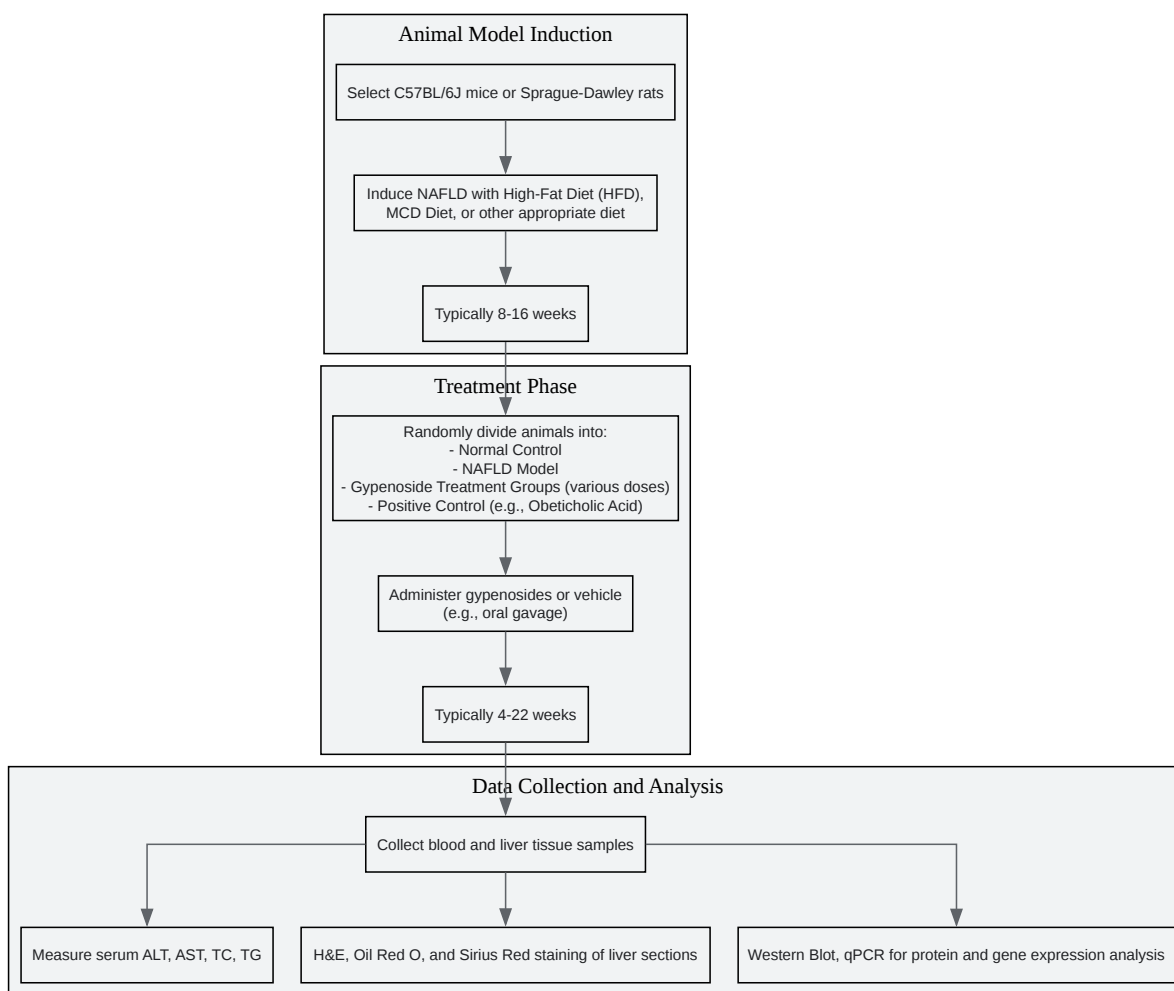 Animal Model Induction
Select C57BL/6J mice or Sprague-Dawley rats
Induce NAFLD with High-Fat Diet (HFD),
MCD Diet, or other appropriate diet
Typically 8-16 weeks
Treatment Phase
Randomly divide animals into:
- Normal Control
- NAFLD Model
- Gypenoside Treatment Groups (various doses)
- Positive Control (e.g., Obeticholic Acid)
Administer gypenosides or vehicle
(e.g., oral gavage)
Typically 4-22 weeks
Data Collection and Analysis
Collect blood and liver tissue samples
Measure serum ALT, AST, TC, TG
H&E, Oil Red O, and Sirius Red staining of liver sections
Western Blot, qPCR for protein and gene expression analysis